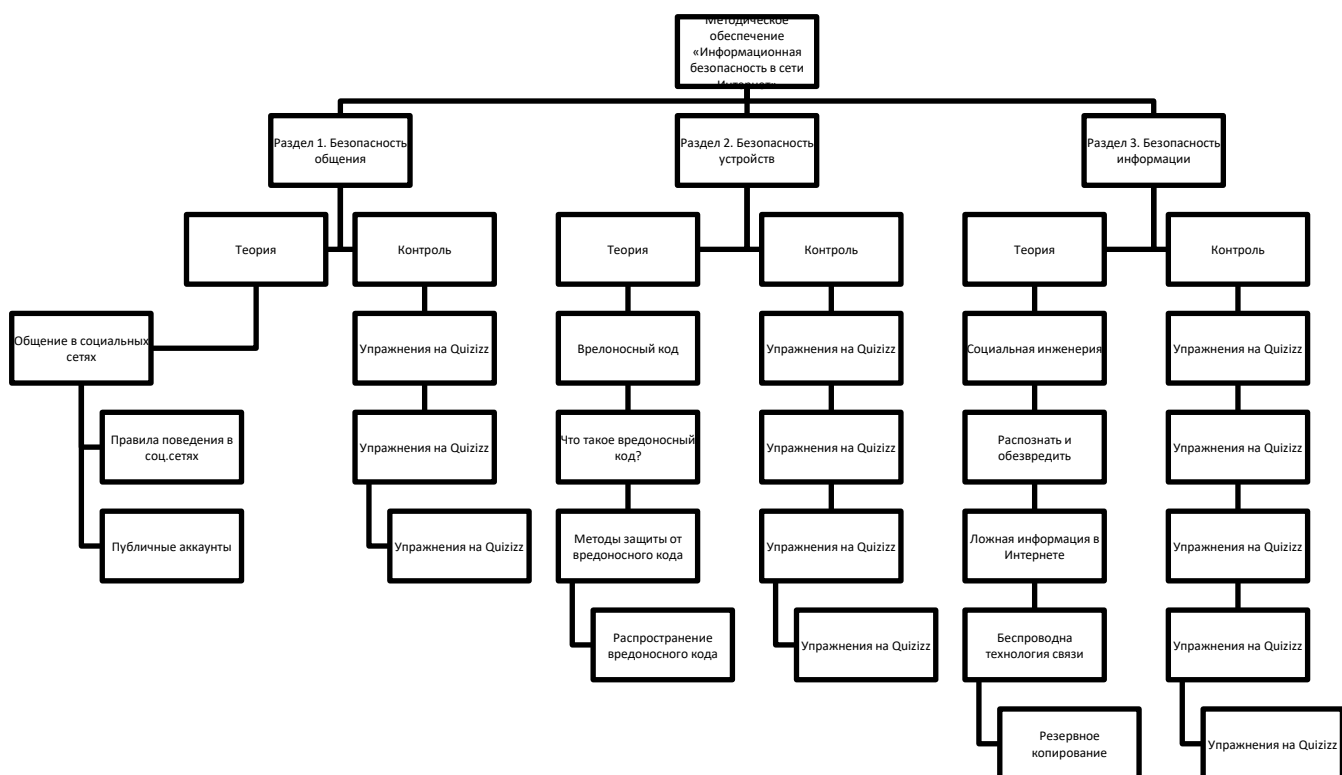 Методическое
обеспечение
«Информационная
безопасность в сети
Интернет»
Раздел 1. Безопасность
общения
Раздел 2. Безопасность
устройств
Раздел 3. Безопасность
информации
Теория
Контроль
Теория
Контроль
Теория
Контроль
Общение в социальных
сетях
Упражнения на Quizizz
Врелоносный код
Упражнения на Quizizz
Социальная инженерия
Упражнения на Quizizz
Правила поведения в
соц.сетях
Упражнения на Quizizz
Что такое вредоносный
код?
Упражнения на Quizizz
Распознать и
обезвредить
Упражнения на Quizizz
Публичные аккаунты
Упражнения на Quizizz
Методы защиты от
вредоносного кода
Упражнения на Quizizz
Ложная информация в
Интернете
Упражнения на Quizizz
Распространение
вредоносного кода
Упражнения на Quizizz
Беспроводна
технология связи
Упражнения на Quizizz
Резервное
копирование
Упражнения на Quizizz